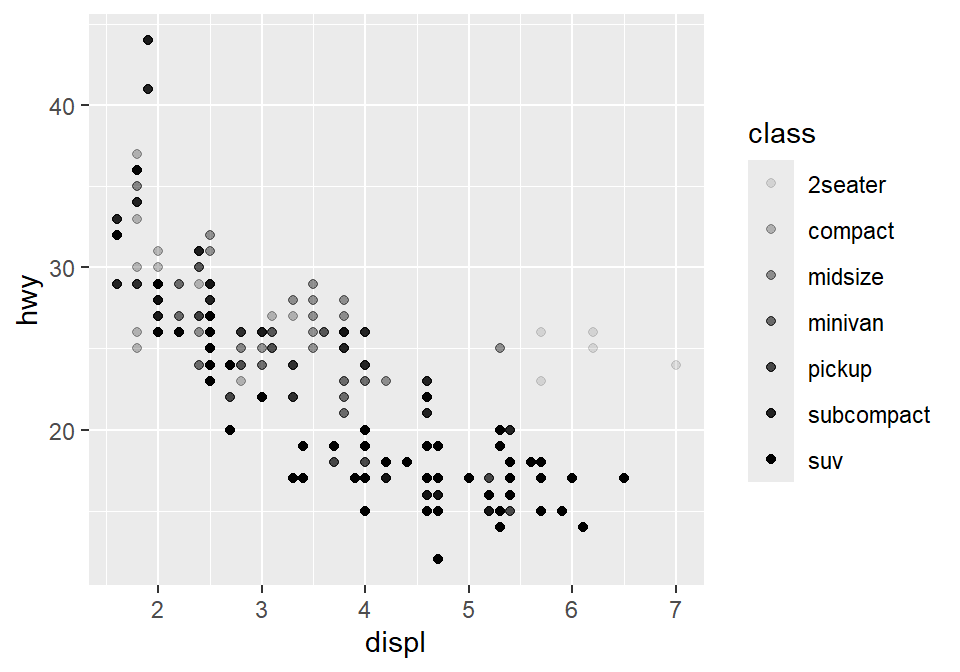 hwy
40
30
20
2 3 4 5 6 7
displ
class
2seater
compact
midsize
minivan
pickup
subcompact
suv